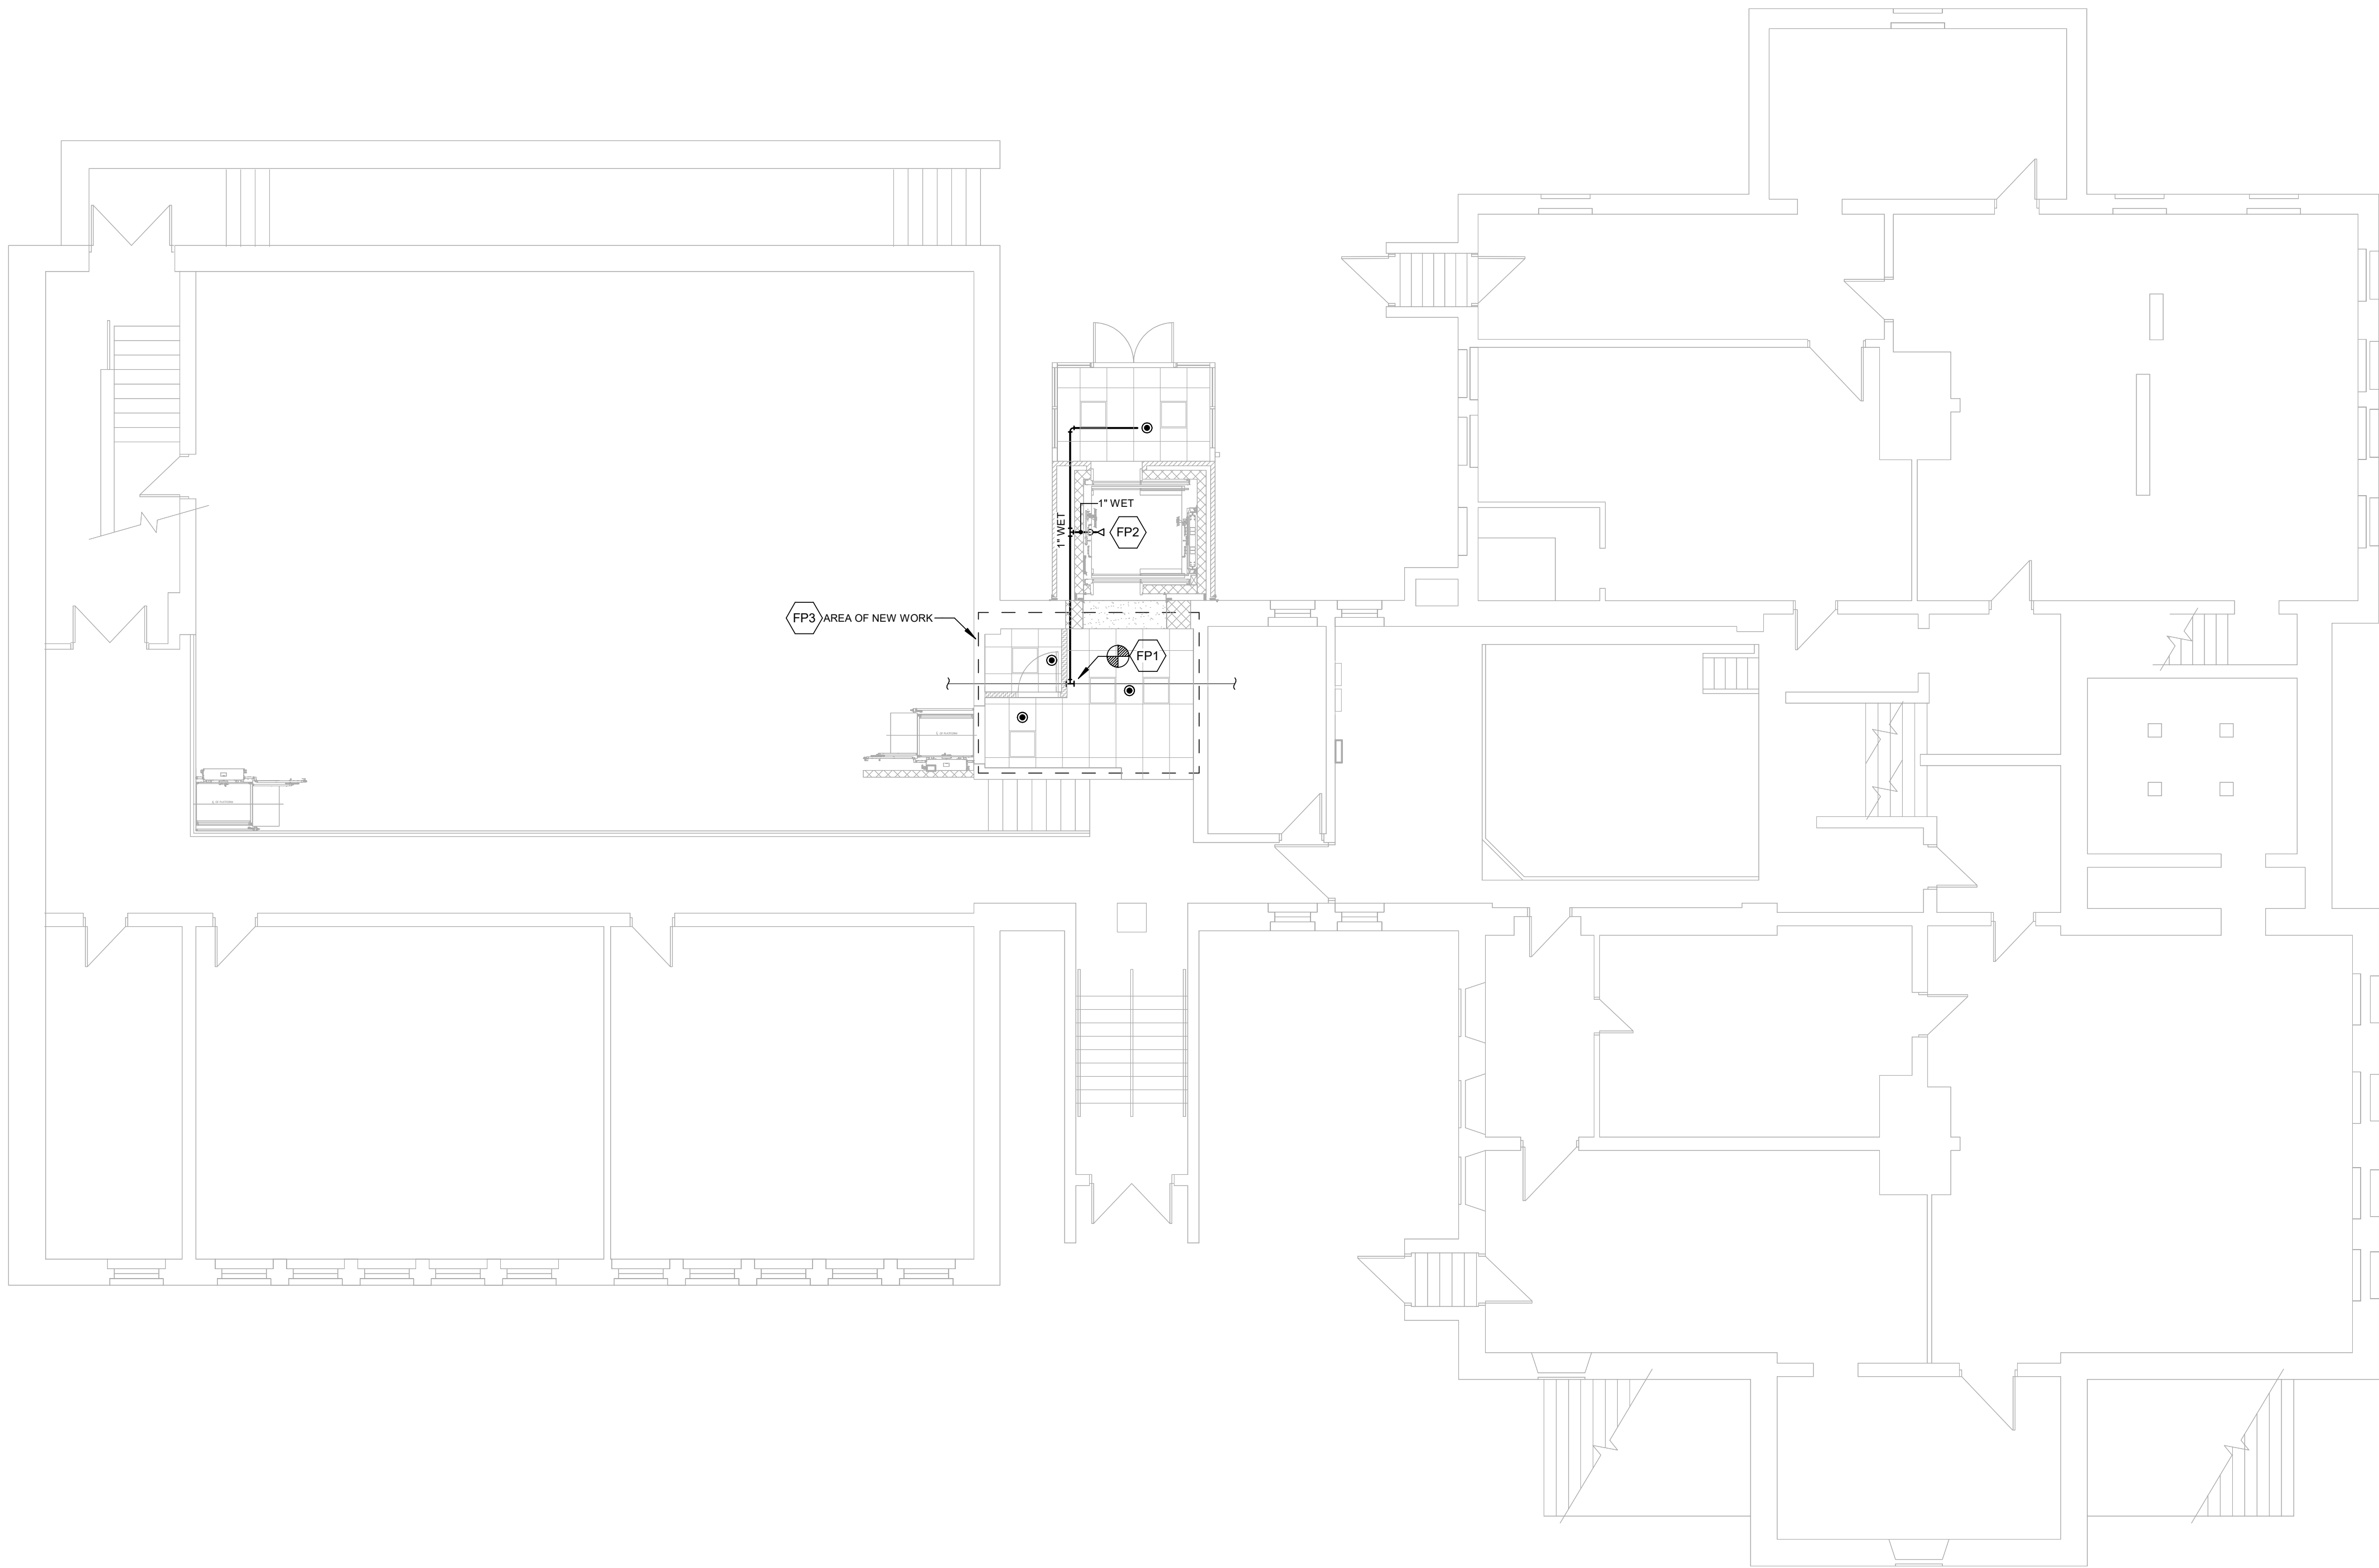 1" WET
1" WET
FP2
FP3 AREA OF NEW WORK
FP1